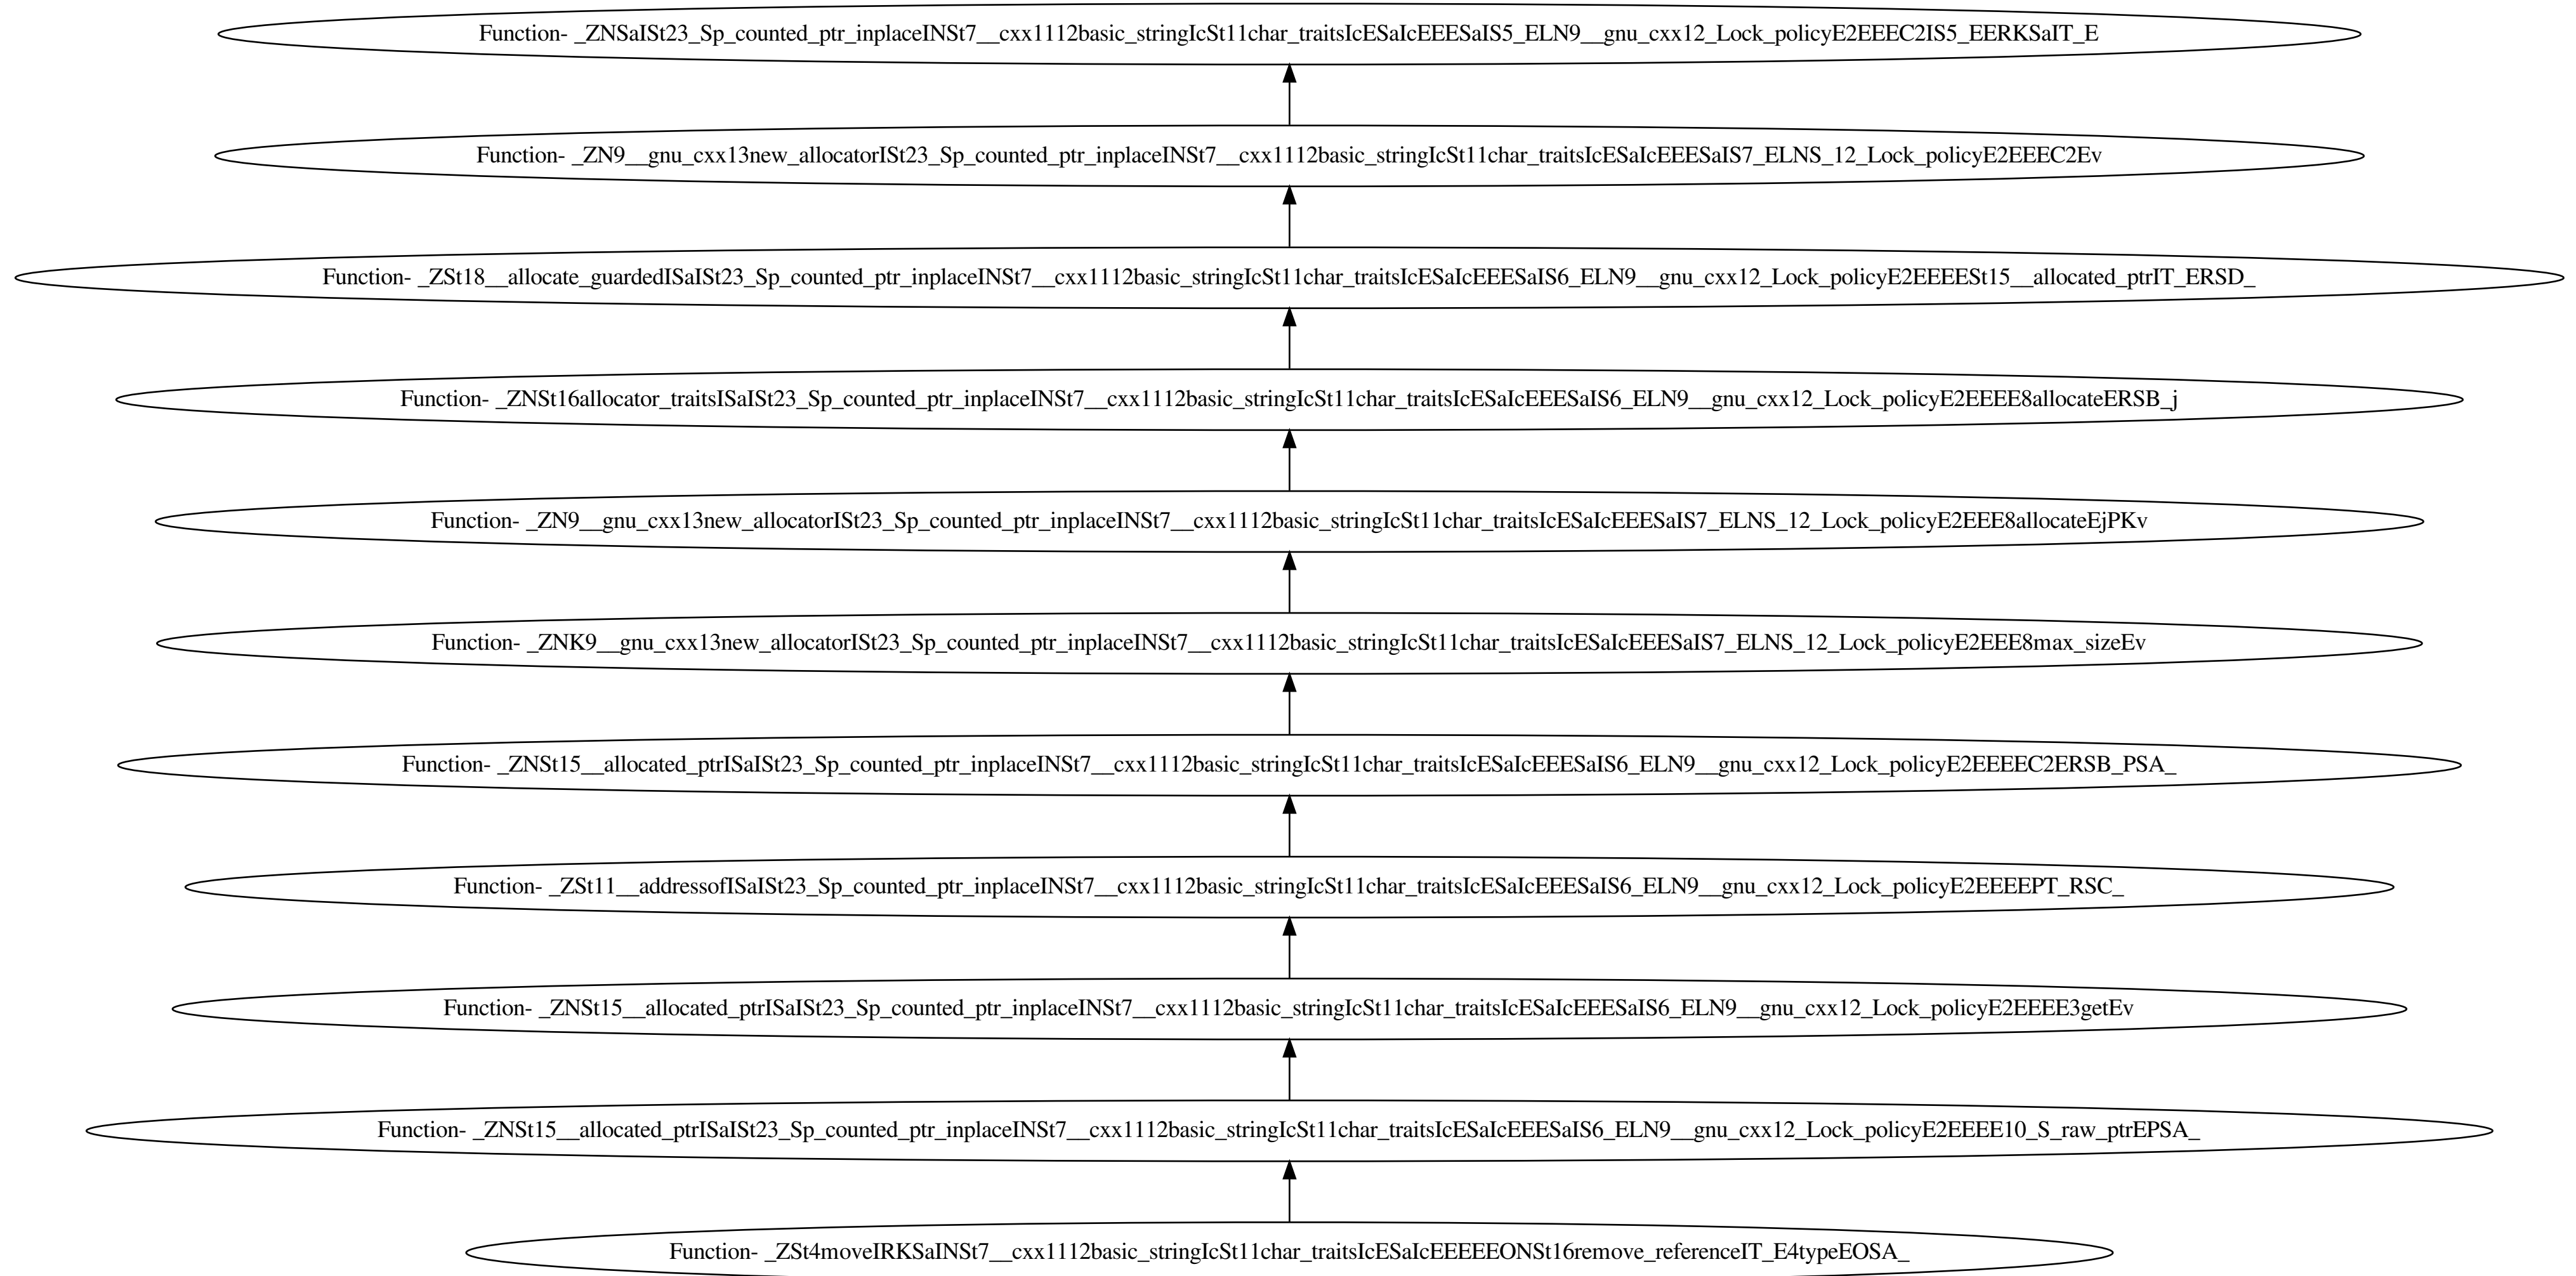 Function- _ZNSaISt23_Sp_counted_ptr_inplaceINSt7__cxx1112basic_stringIcSt11char_traitsIcESaIcEEESaIS5_ELN9__gnu_cxx12_Lock_policyE2EEEC2IS5_EERKSaIT_E
Function- _ZN9__gnu_cxx13new_allocatorISt23_Sp_counted_ptr_inplaceINSt7__cxx1112basic_stringIcSt11char_traitsIcESaIcEEESaIS7_ELNS_12_Lock_policyE2EEEC2Ev
Function- _ZSt18__allocate_guardedISaISt23_Sp_counted_ptr_inplaceINSt7__cxx1112basic_stringIcSt11char_traitsIcESaIcEEESaIS6_ELN9__gnu_cxx12_Lock_policyE2EEEESt15__allocated_ptrIT_ERSD_
Function- _ZNSt16allocator_traitsISaISt23_Sp_counted_ptr_inplaceINSt7__cxx1112basic_stringIcSt11char_traitsIcESaIcEEESaIS6_ELN9__gnu_cxx12_Lock_policyE2EEEE8allocateERSB_j
Function- _ZN9__gnu_cxx13new_allocatorISt23_Sp_counted_ptr_inplaceINSt7__cxx1112basic_stringIcSt11char_traitsIcESaIcEEESaIS7_ELNS_12_Lock_policyE2EEE8allocateEjPKv
Function- _ZNK9__gnu_cxx13new_allocatorISt23_Sp_counted_ptr_inplaceINSt7__cxx1112basic_stringIcSt11char_traitsIcESaIcEEESaIS7_ELNS_12_Lock_policyE2EEE8max_sizeEv
Function- _ZNSt15__allocated_ptrISaISt23_Sp_counted_ptr_inplaceINSt7__cxx1112basic_stringIcSt11char_traitsIcESaIcEEESaIS6_ELN9__gnu_cxx12_Lock_policyE2EEEEC2ERSB_PSA_
Function- _ZSt11__addressofISaISt23_Sp_counted_ptr_inplaceINSt7__cxx1112basic_stringIcSt11char_traitsIcESaIcEEESaIS6_ELN9__gnu_cxx12_Lock_policyE2EEEEPT_RSC_
Function- _ZNSt15__allocated_ptrISaISt23_Sp_counted_ptr_inplaceINSt7__cxx1112basic_stringIcSt11char_traitsIcESaIcEEESaIS6_ELN9__gnu_cxx12_Lock_policyE2EEEE3getEv
Function- _ZNSt15__allocated_ptrISaISt23_Sp_counted_ptr_inplaceINSt7__cxx1112basic_stringIcSt11char_traitsIcESaIcEEESaIS6_ELN9__gnu_cxx12_Lock_policyE2EEEE10_S_raw_ptrEPSA_
Function- _ZSt4moveIRKSaINSt7__cxx1112basic_stringIcSt11char_traitsIcESaIcEEEEEONSt16remove_referenceIT_E4typeEOSA_